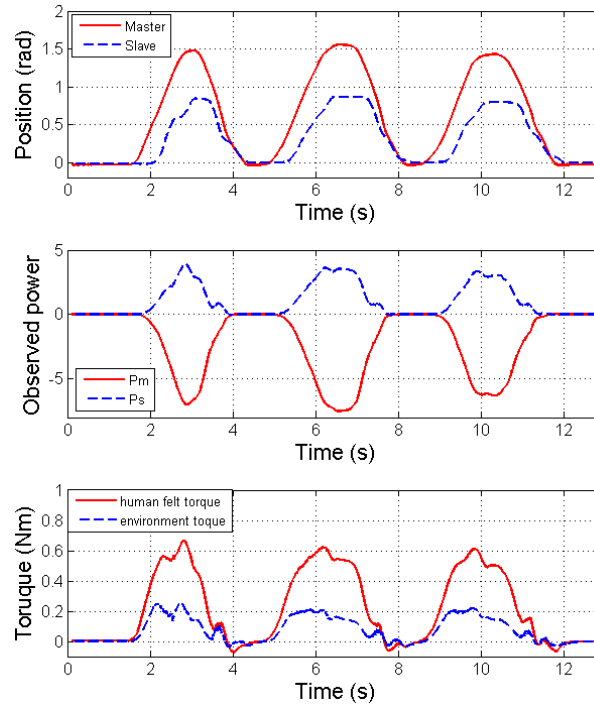 2
1.5
1
0.5
0
Position (rad)
Master
Slave
0 2 4 6 8 10 12
Time (s)
5
0
-5
Observed power
Pm
Ps
0 2 4 6 8 10 12
Time (s)
1
0.8
0.6
0.4
0.2
0
Toruque (Nm)
human felt torque
environment toque
0 2 4 6 8 10 12
Time (s)